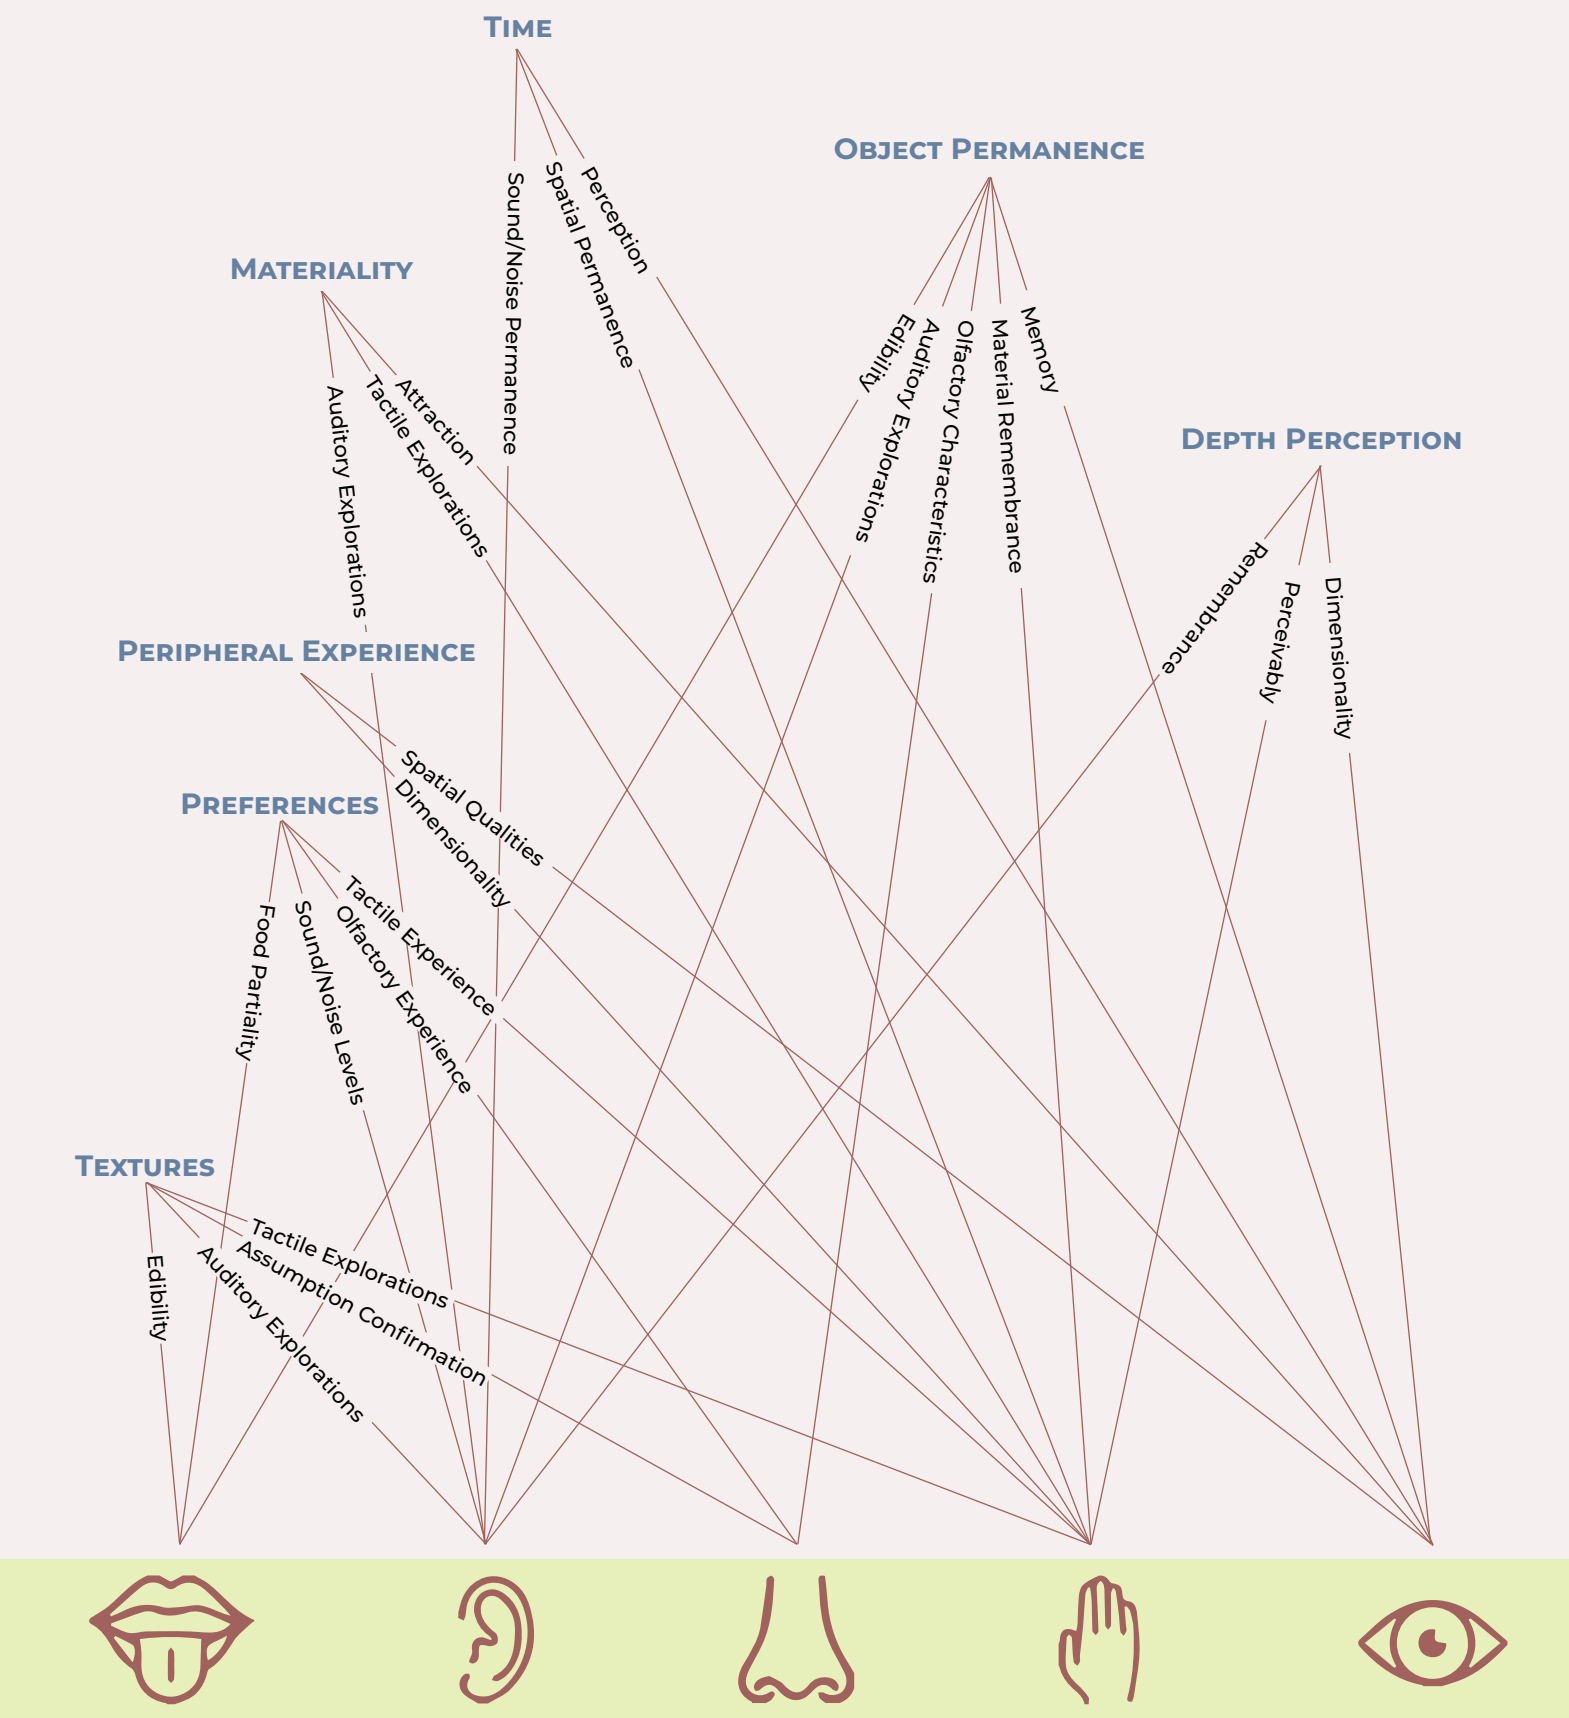 TIME
Sound/Noise Permanence
Spatial Permanence
Perception
OBJECT PERMANENCE
Edibility
Auditory Explorations
Olfactory Characteristics
Material Remembrance
Memory
MATERIALITY
Auditory Explorations
Tactile Explorations
Attraction
DEPTH PERCEPTION
Remembrance
Perceivably
Dimensionality
PERIPHERAL EXPERIENCE
Spatial Qualities
Dimensionality
PREFERENCES
Food Partiality
Sound/Noise Levels
Olfactory Experience
Tactile Experience
TEXTURES
Edibility
Auditory Explorations
Assumption Confirmation
Tactile Explorations